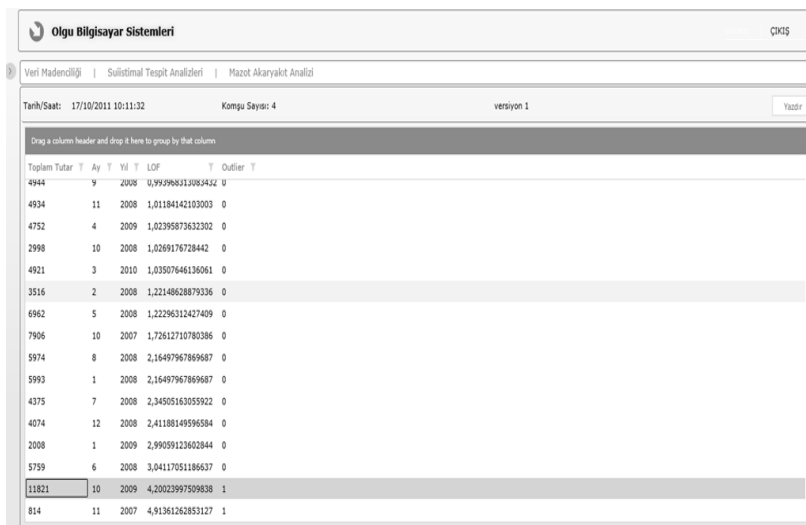 Olgu Bilgisayar Sistemleri
ÇIKIŞ
Veri Madenciliği | Suiistimal Tespit Analizleri | Mazot Akaryakıt Analizi
Tarih/Saat: 17/10/2011 10:11:32 Komşu Sayısı: 4 versiyon 1 Yazdır
Drag a column header and drop it here to group by that column
Toplam Tutar Ay Yıl LOF Outlier
4944 9 2008 0,993968313083432 0
4934 11 2008 1,01184142103003 0
4752 4 2009 1,02395873632302 0
2998 10 2008 1,0269176728442 0
4921 3 2010 1,03507646136061 0
3516 2 2008 1,22148628879336 0
6962 5 2008 1,22296312427409 0
7906 10 2007 1,72612710780386 0
5974 8 2008 2,16497967869687 0
5993 1 2008 2,16497967869687 0
4375 7 2008 2,34505163055922 0
4074 12 2008 2,41188149596584 0
2008 1 2009 2,99059123602844 0
5759 6 2008 3,04117051186637 0
11821 10 2009 4,20023997509838 1
814 11 2007 4,91361262853127 1